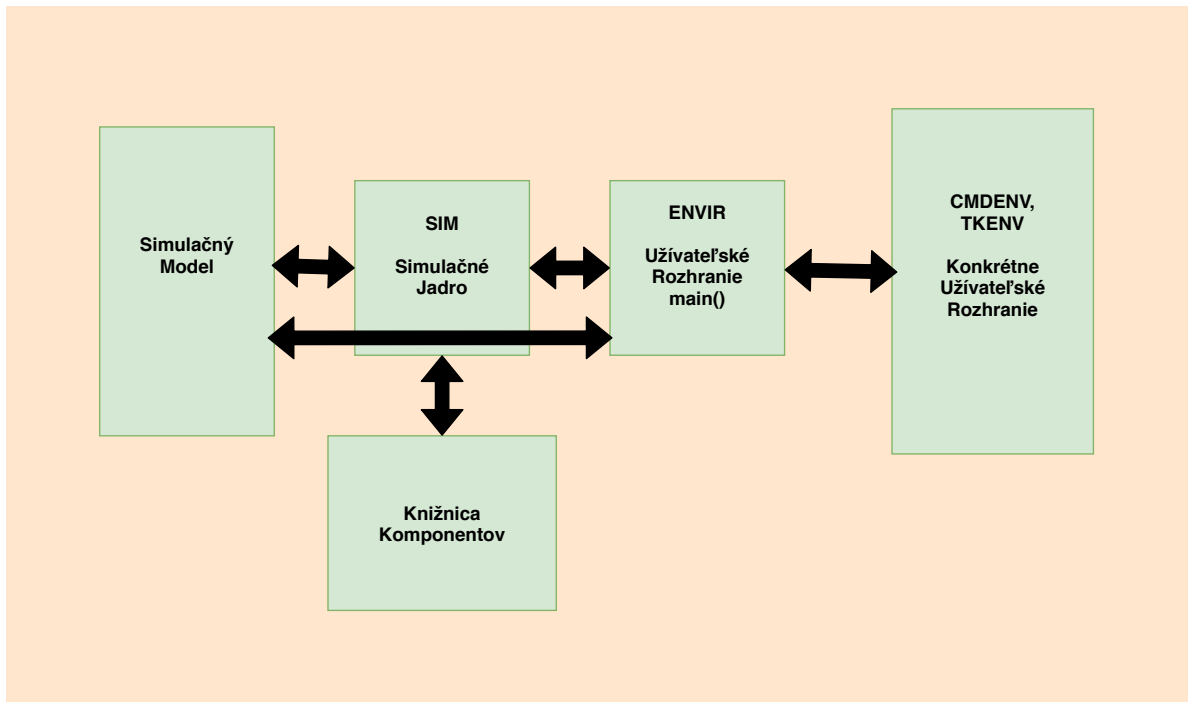 Simulačný
Model
SIM
Simulačné
Jadro
ENVIR
Užívateľské
Rozhranie
main()
CMDENV,
TKENV
Konkrétne
Užívateľské
Rozhranie
Knižnica
Komponentov